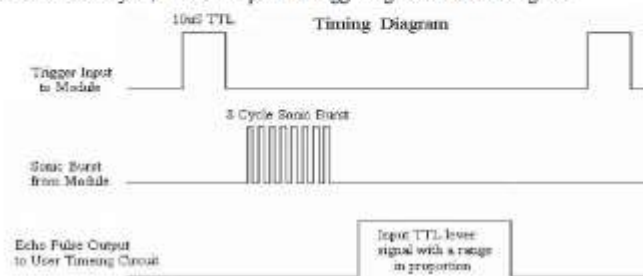 10uS TTL
Timing Diagram
Trigger Input
to Module
8 Cycle Sonic Burst
Sonic Burst
from Module
Echo Pulse Output
to User Timeing Circuit
Input TTL lever
signal with a range
in proportion